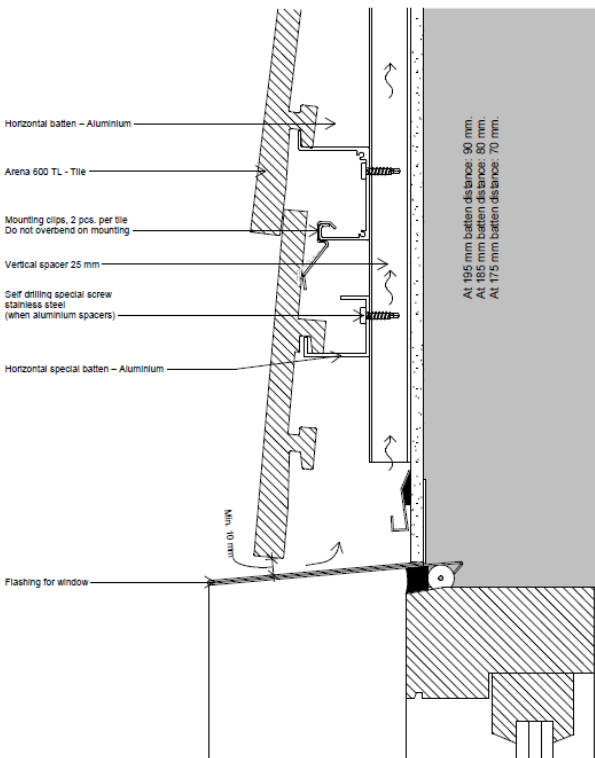 Horizontal batten – Aluminium
Arena 600 TL - Tile
Mounting clips, 2 pcs. per tile
Do not overbend on mounting
Vertical spacer 25 mm
Self drilling special screw
stainless steel
(when aluminium spacers)
Horizontal special batten – Aluminium
Min. 10 mm
Flashing for window
At 195 mm batten distance: 90 mm.
At 185 mm batten distance: 80 mm.
At 175 mm batten distance: 70 mm.